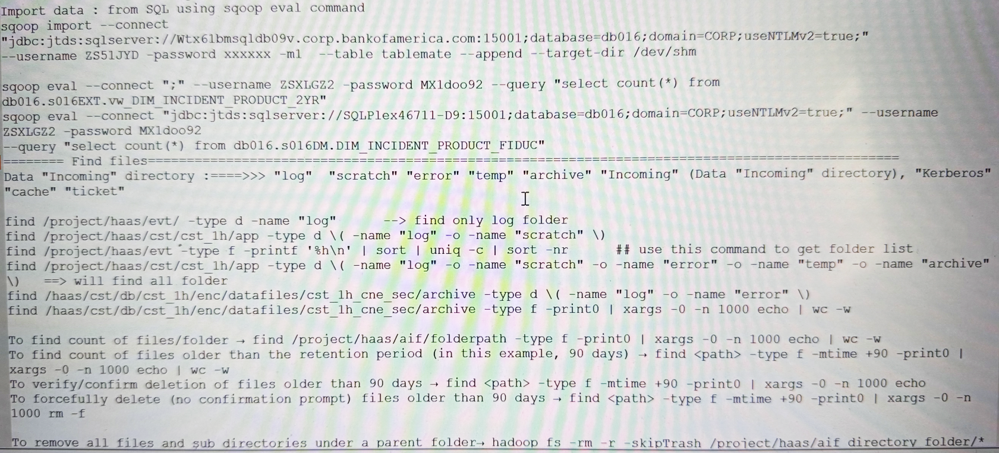 Import data : from SQL using sqoop eval command
sqoop import --connect
"jdbc:jtds:sqlserver://Wtx61bmsqldb09v.corp.bankofamerica.com:15001;database=db016;domain=CORP;useNTLMv2=true;"
--username ZS51JYD -password xxxxxx -m1 --table tablemate --append --target-dir /dev/shm
sqoop eval --connect ";" --username ZSXLGZ2 -password MX1doo92 --query "select count(*) from
db016.s016EXT.vw_DIM_INCIDENT_PRODUCT_2YR"
sqoop eval --connect "jdbc:jtds:sqlserver://SQLPlex46711-D9:15001;database=db016;domain=CORP;useNTLMv2=true;" --username
ZSXLGZ2 -password MX1doo92
--query "select count(*) from db016.s016DM.DIM_INCIDENT_PRODUCT_FIDUC"
======== Find files==================================================================================================
Data "Incoming" directory :====>>> "log" "scratch" "error" "temp" "archive" "Incoming" (Data "Incoming" directory), "Kerberos"
"cache" "ticket"
find /project/haas/evt/ -type d -name "log" --> find only log folder
find /project/haas/cst/cst_1h/app -type d \( -name "log" -o -name "scratch" \)
find /project/haas/evt -type f -printf '%h\n' | sort | uniq -c | sort -nr ## use this command to get folder list
find /project/haas/cst/cst_1h/app -type d \( -name "log" -o -name "scratch" -o -name "error" -o -name "temp" -o -name "archive"
\) ==> will find all folder
find /haas/cst/db/cst_1h/enc/datafiles/cst_1h_cne_sec/archive -type d \( -name "log" -o -name "error" \)
find /haas/cst/db/cst_1h/enc/datafiles/cst_1h_cne_sec/archive -type f -print0 | xargs -0 -n 1000 echo | wc -w
To find count of files/folder → find /project/haas/aif/folderpath -type f -print0 | xargs -0 -n 1000 echo | wc -w
To find count of files older than the retention period (in this example, 90 days) → find <path> -type f -mtime +90 -print0 |
xargs -0 -n 1000 echo | wc -w
To verify/confirm deletion of files older than 90 days → find <path> -type f -mtime +90 -print0 | xargs -0 -n 1000 echo
To forcefully delete (no confirmation prompt) files older than 90 days → find <path> -type f -mtime +90 -print0 | xargs -0 -n
1000 rm -f
To remove all files and sub directories under a parent folder→ hadoop fs -rm -r -skipTrash /project/haas/aif directory folder/*